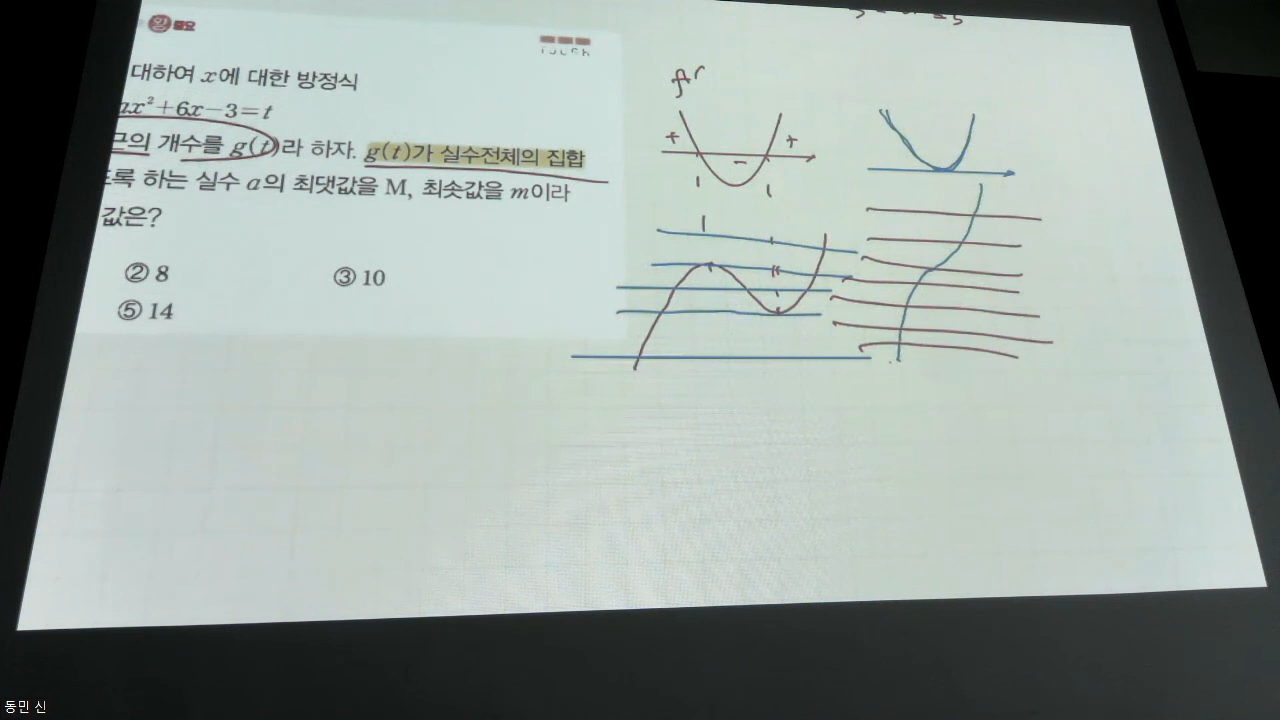 중요
대하여 x에 대한 방정식
ax²+6x-3=t
근의 개수를 g(t)라 하자. g(t)가 실수전체의 집합
도록 하는 실수 a의 최댓값을 M, 최솟값을 m이라
값은?
② 8 ③ 10
⑤ 14
f'
+ - +
동민 신